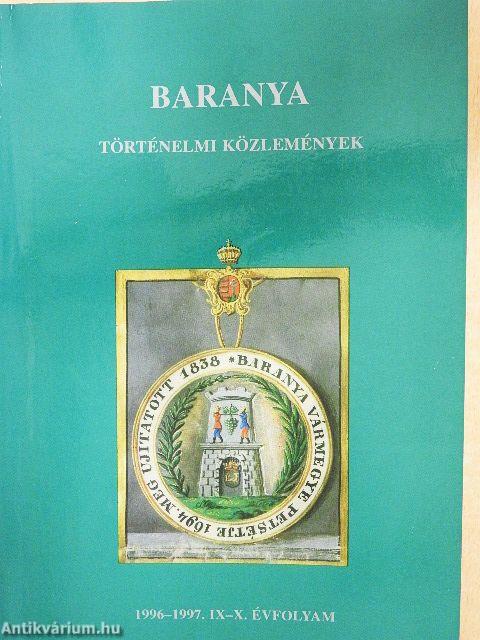 BARANYA
TÖRTÉNELMI KÖZLEMÉNYEK
*BARANYA VÁRMEGYE PETSÉTJE 1694. MEG UJITATOTT 1838
1996–1997. IX–X. ÉVFOLYAM
Antikvárium.hu